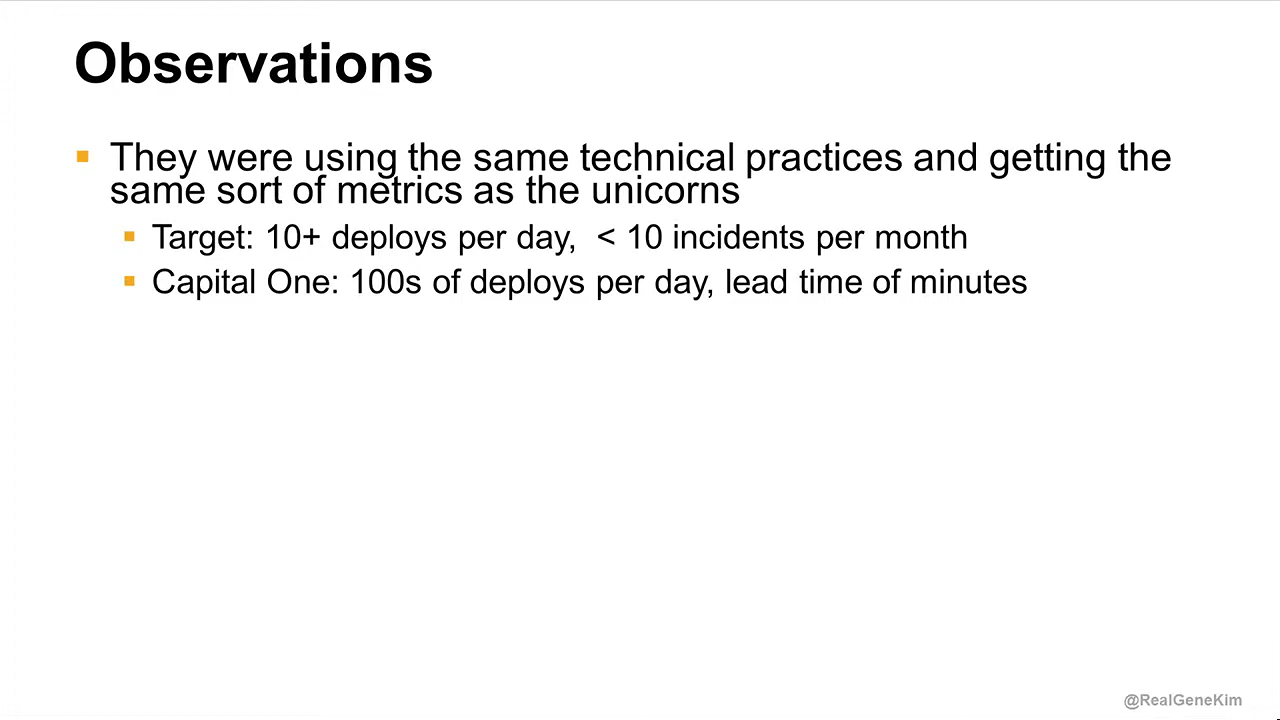 Observations
They were using the same technical practices and getting the
same sort of metrics as the unicorns
Target: 10+ deploys per day,  < 10 incidents per month
Capital One: 100s of deploys per day, lead time of minutes
@RealGeneKim